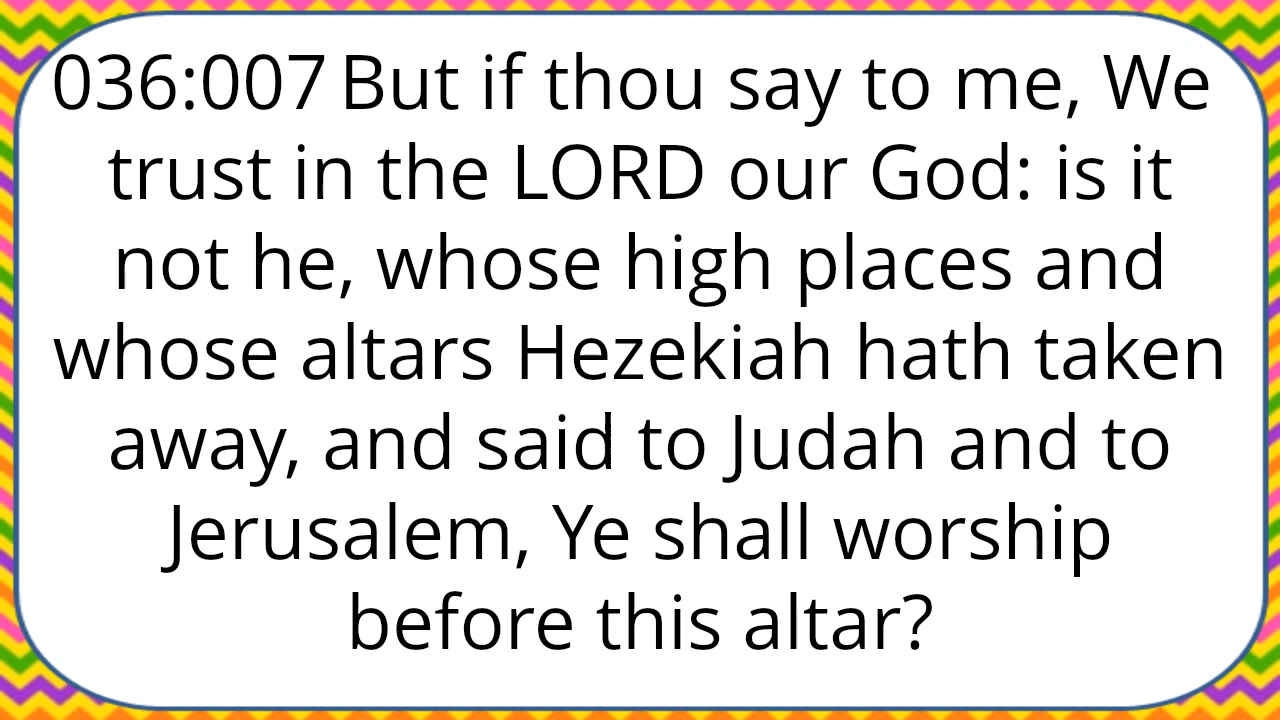 036:007 But if thou say to me, We
trust in the LORD our God: is it
not he, whose high places and
whose altars Hezekiah hath taken
away, and said to Judah and to
Jerusalem, Ye shall worship
before this altar?